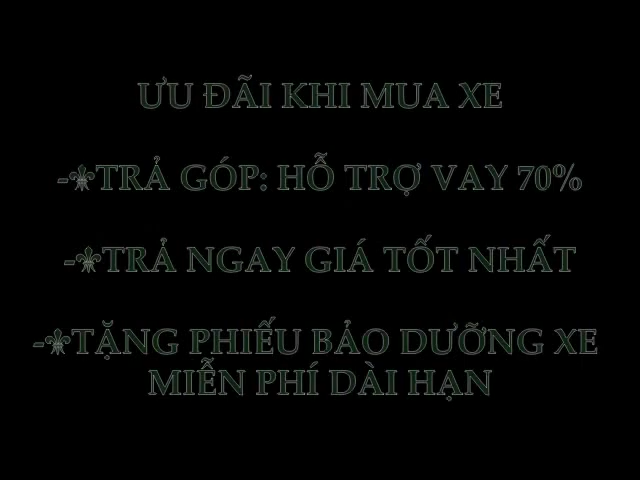 ƯU ĐÃI KHI MUA XE
-⚜TRẢ GÓP: HỖ TRỢ VAY 70%
-⚜TRẢ NGAY GIÁ TỐT NHẤT
-⚜TẶNG PHIẾU BẢO DƯỠNG XE
MIỄN PHÍ DÀI HẠN